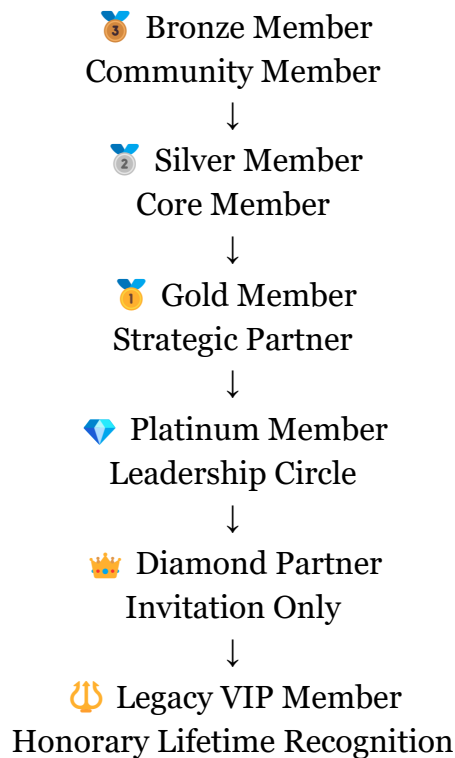 🥉 Bronze Member
Community Member
↓
🥈 Silver Member
Core Member
↓
🥇 Gold Member
Strategic Partner
↓
💎 Platinum Member
Leadership Circle
↓
👑 Diamond Partner
Invitation Only
↓
🔱 Legacy VIP Member
Honorary Lifetime Recognition